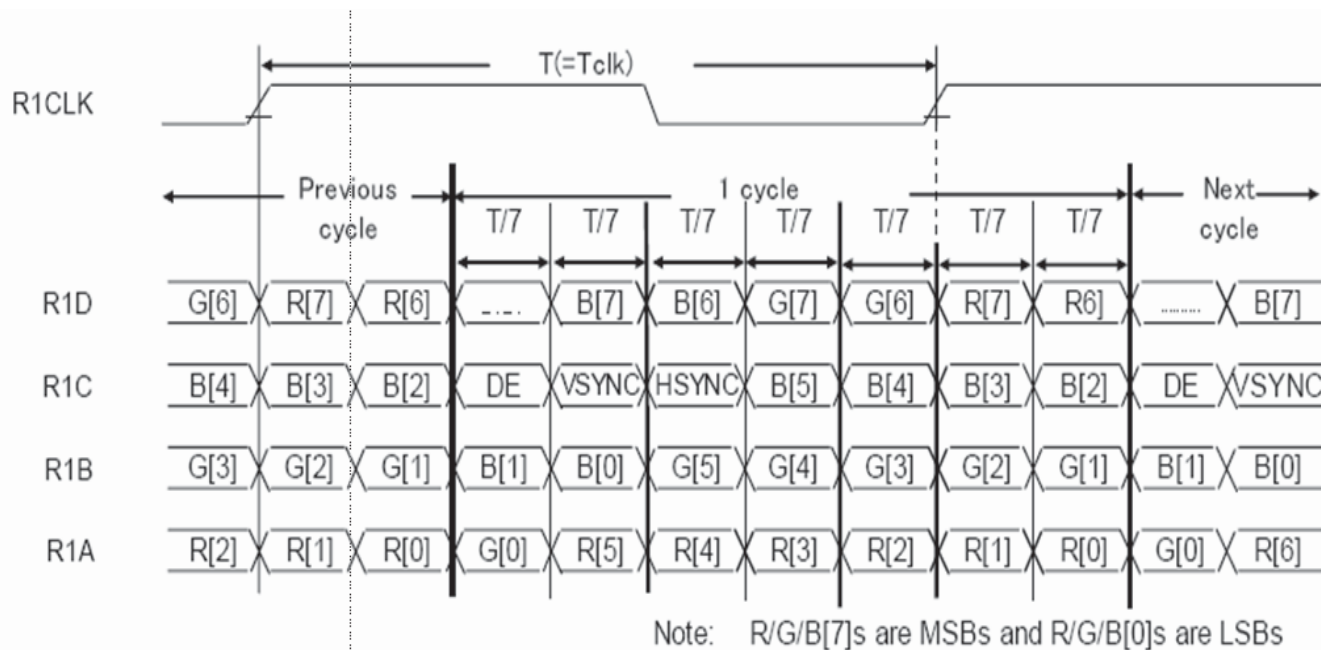 T(=Tclk)
R1CLK
Previous cycle 1 cycle Next cycle
T/7 T/7 T/7 T/7 T/7 T/7 T/7
R1D G[6] R[7] R[6] _._. B[7] B[6] G[7] G[6] R[7] R6] ......... B[7]
R1C B[4] B[3] B[2] DE VSYNC HSYNC B[5] B[4] B[3] B[2] DE VSYNC
R1B G[3] G[2] G[1] B[1] B[0] G[5] G[4] G[3] G[2] G[1] B[1] B[0]
R1A R[2] R[1] R[0] G[0] R[5] R[4] R[3] R[2] R[1] R[0] G[0] R[6]
Note: R/G/B[7]s are MSBs and R/G/B[0]s are LSBs